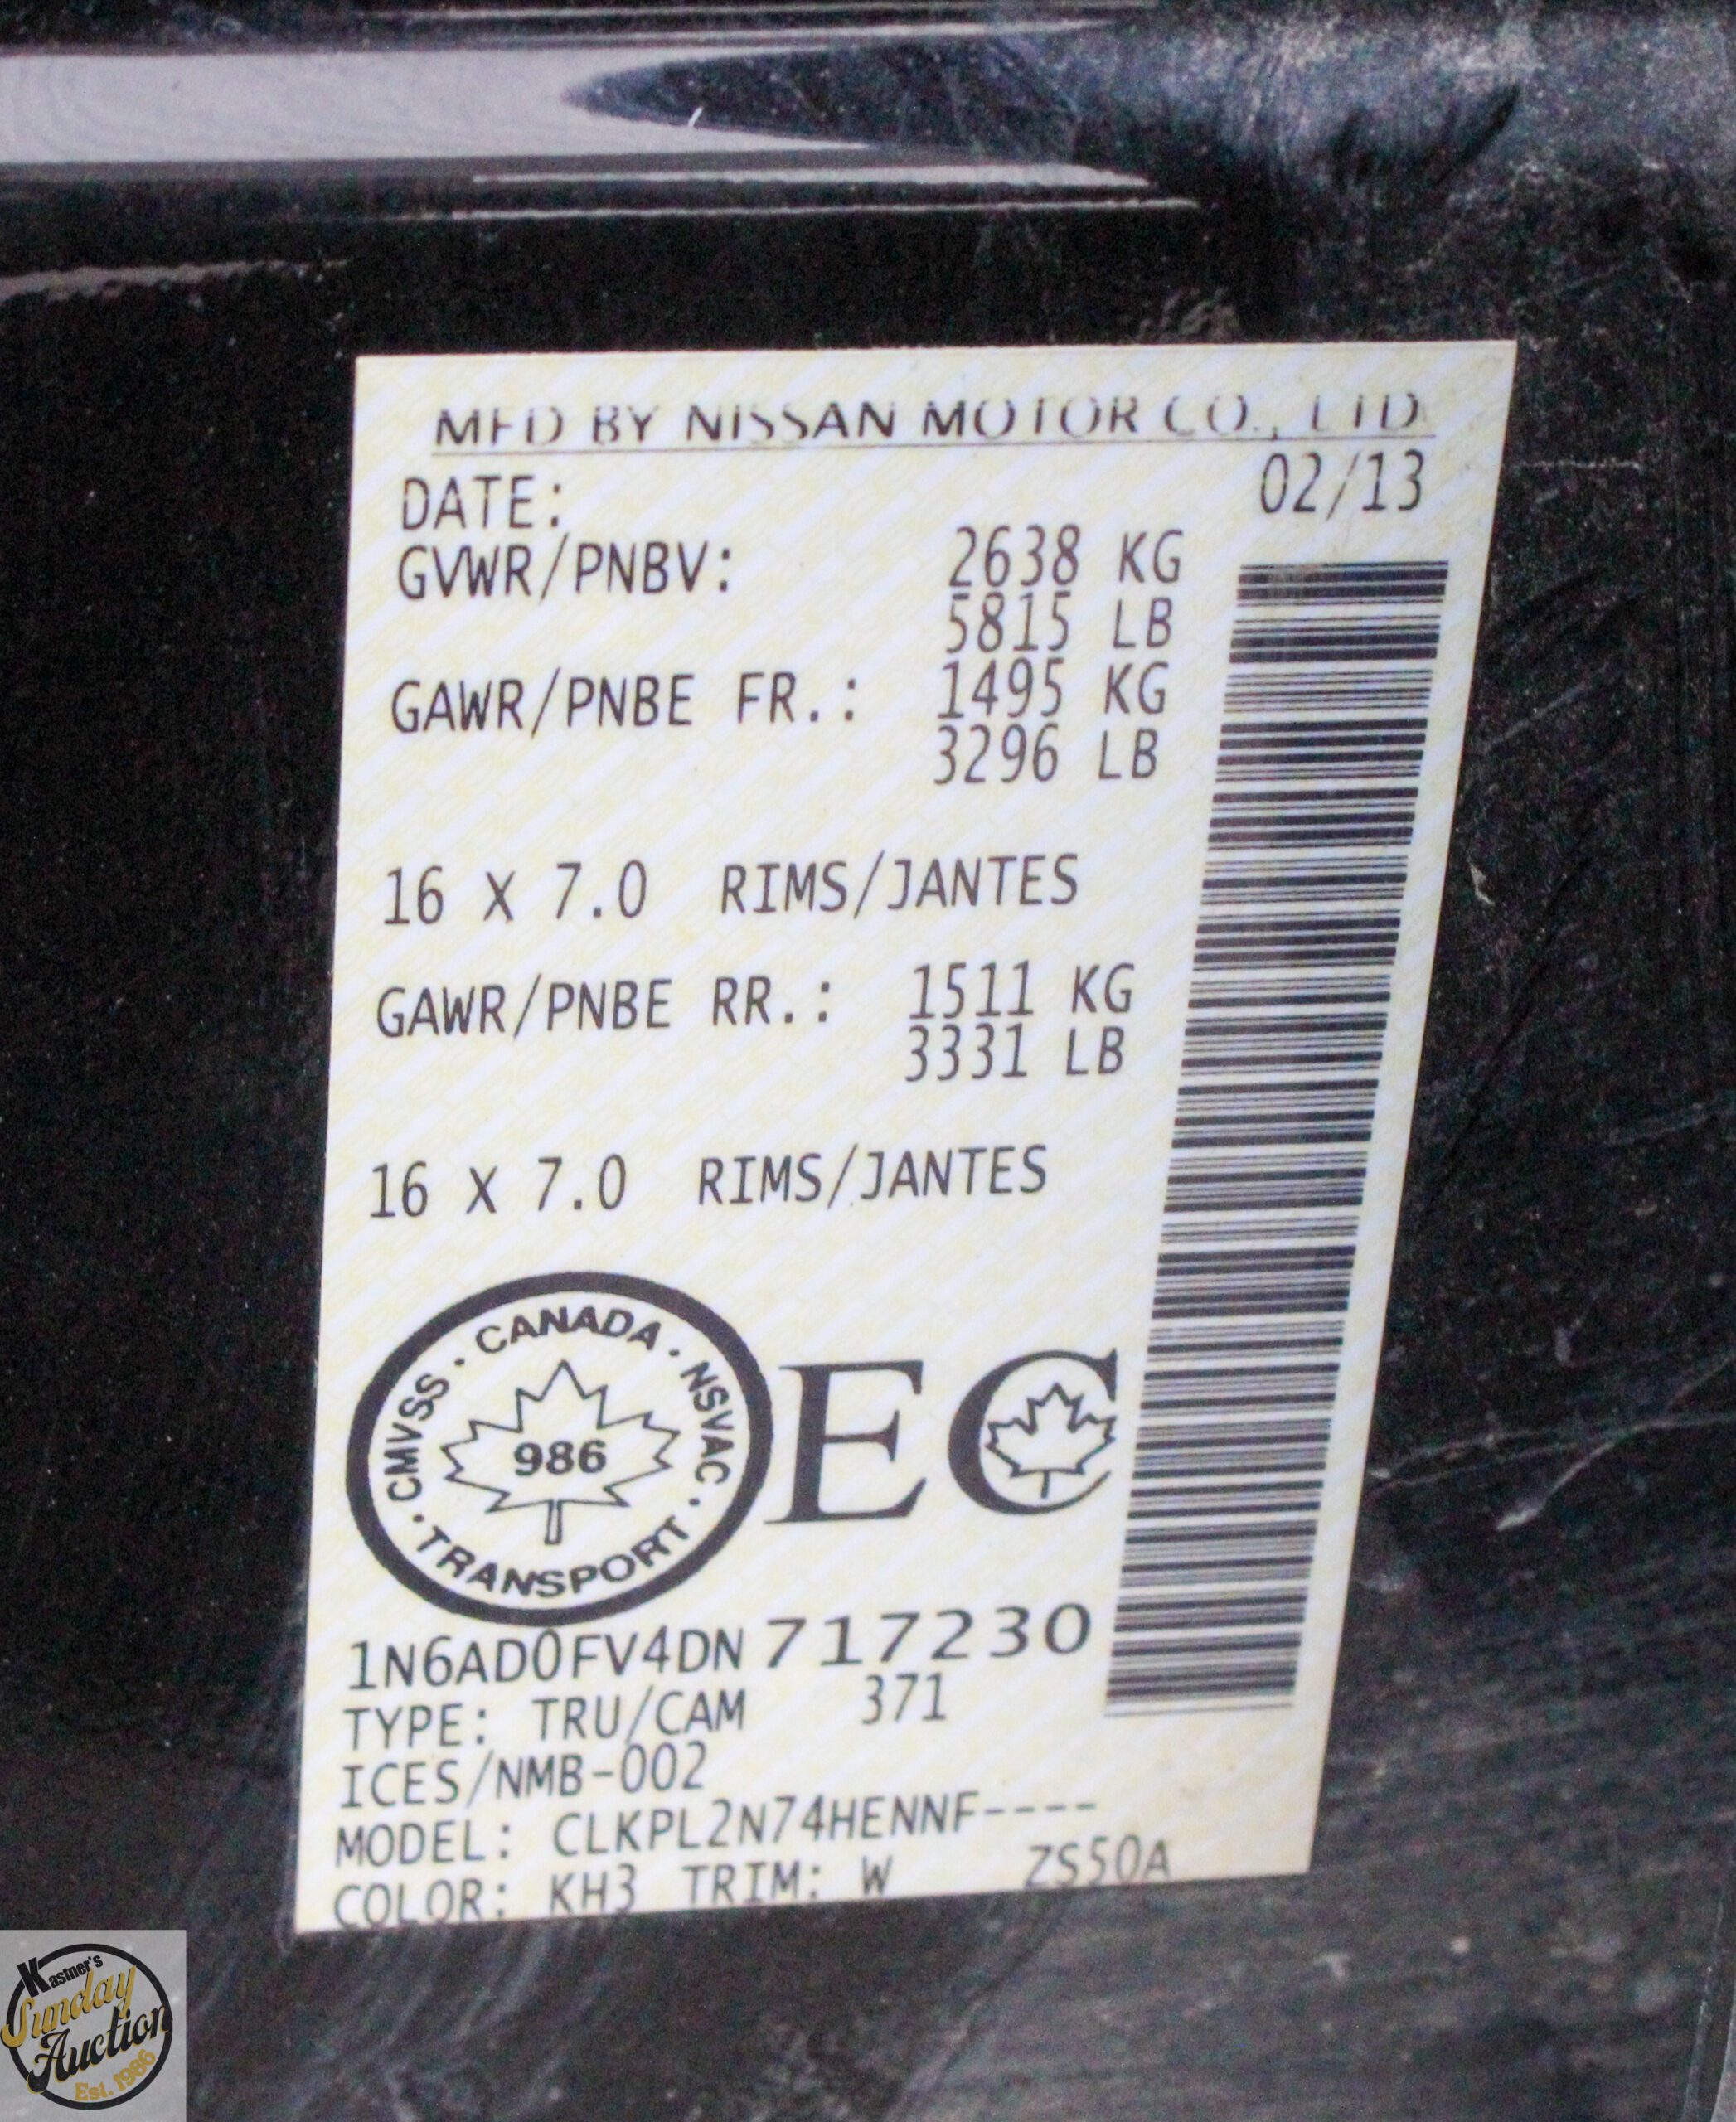 MFD BY NISSAN MOTOR CO., LTD.
DATE: 02/13
GVWR/PNBV: 2638 KG
5815 LB
GAWR/PNBE FR.: 1495 KG
3296 LB
16 X 7.0 RIMS/JANTES
GAWR/PNBE RR.: 1511 KG
3331 LB
16 X 7.0 RIMS/JANTES
CMVSS · CANADA · NSVAC · TRANSPORT ·
986
EC
1N6AD0FV4DN717230
TYPE: TRU/CAM 371
ICES/NMB-002
MODEL: CLKPL2N74HENNF----
COLOR: KH3 TRIM: W ZS50A
Kastner's
Sunday
Auction
Est. 1986